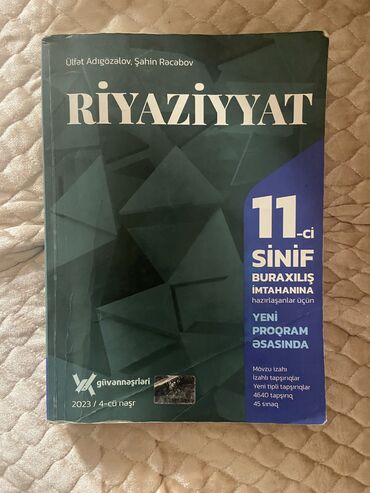 Ülfət Adıgözəlov, Şahin Rəcəbov
RİYAZİYYAT
11-ci
SİNİF
BURAXILIŞ
İMTAHANINA
hazırlaşanlar üçün
YENİ
PROQRAM
ƏSASINDA
Mövzu izahı
İzahlı tapşırıqlar
Yeni tipli tapşırıqlar
4640 tapşırıq
45 sınaq
güvənnəşrləri
2023 / 4-cü nəşr